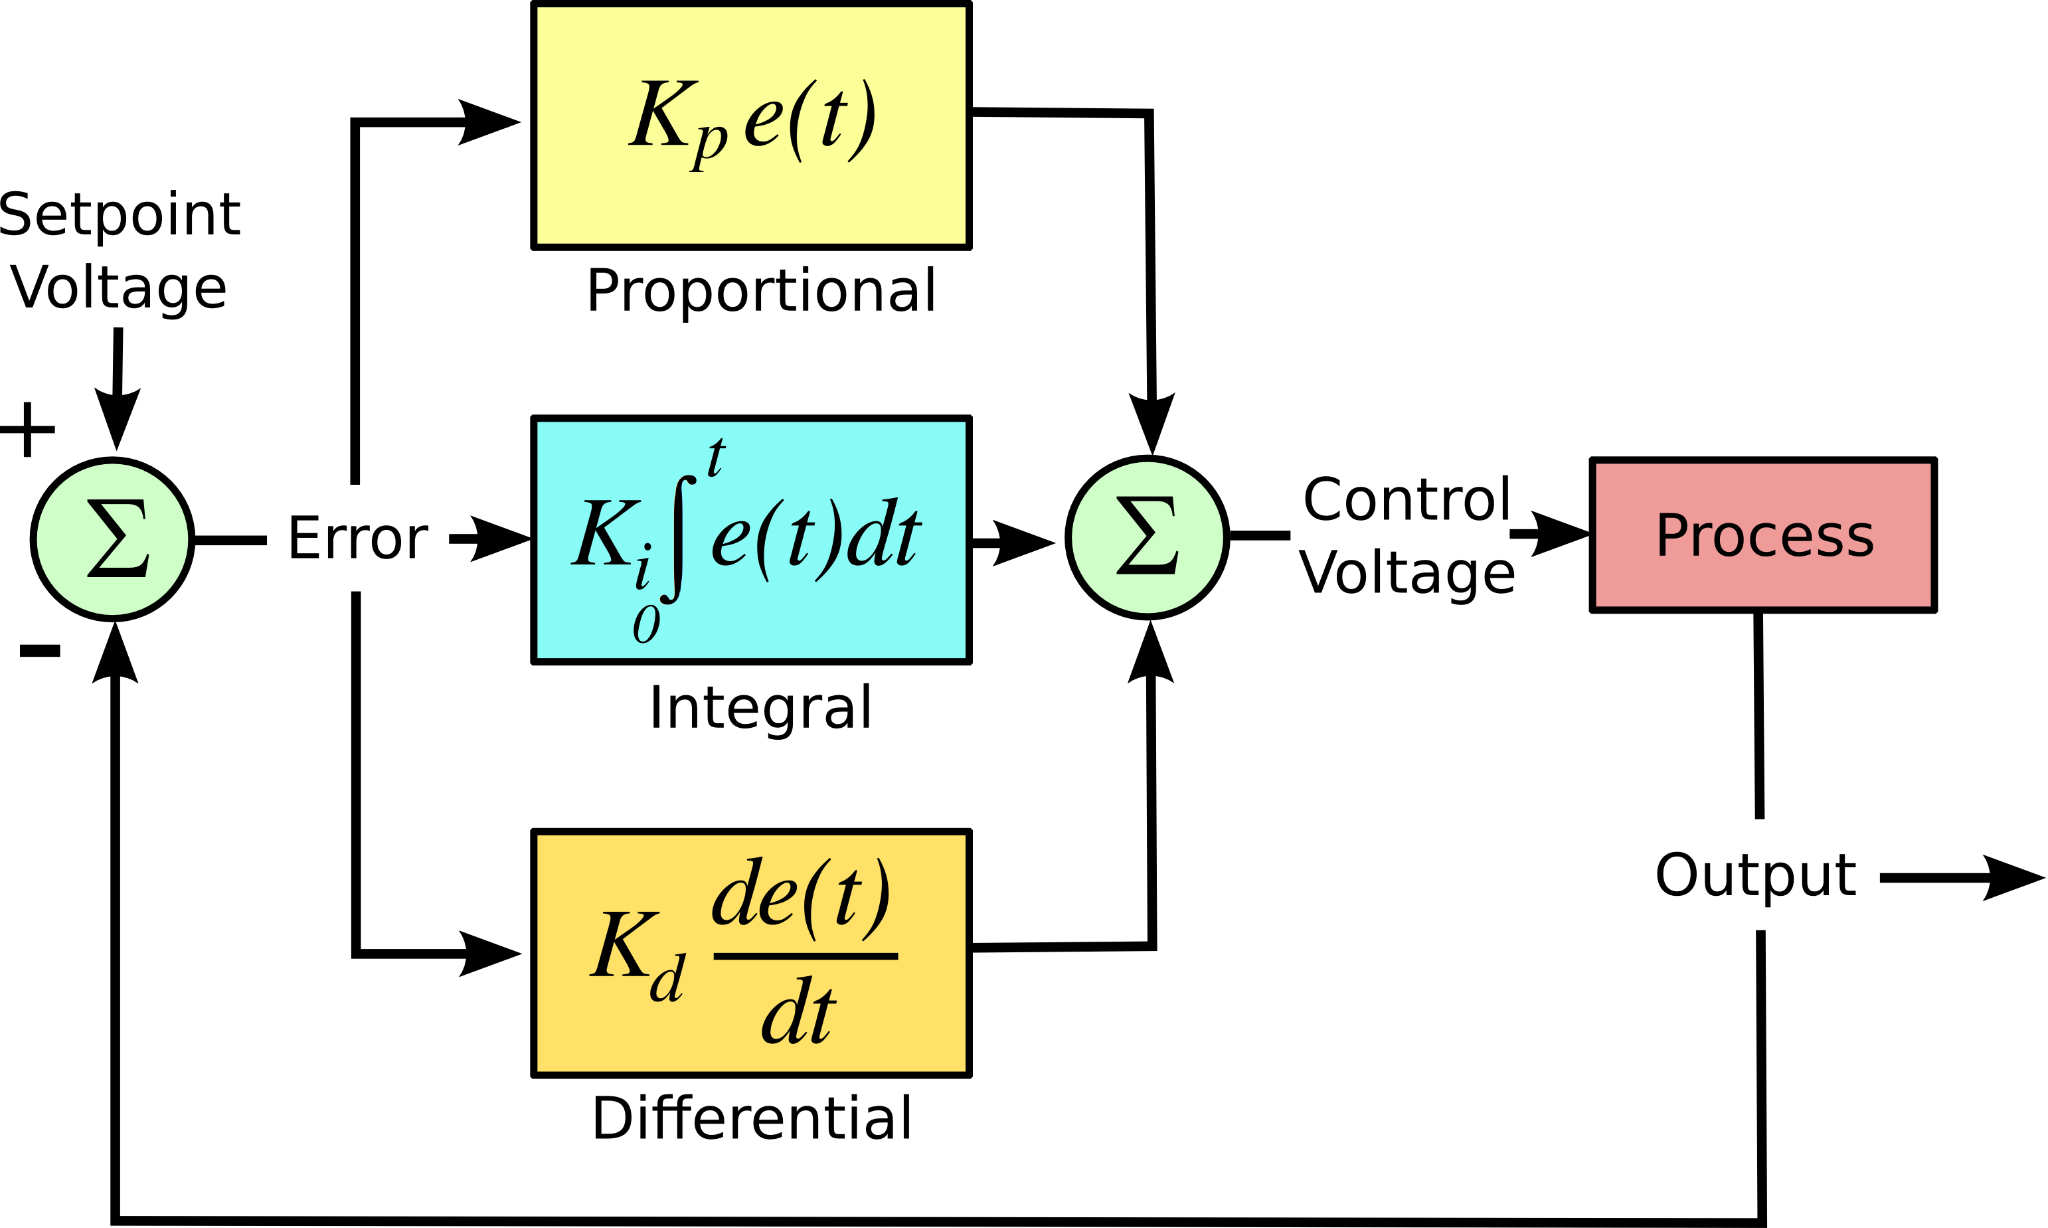 K_p e(t)
Proportional
Setpoint
Voltage
+
Σ
-
Error
K_i ∫_0^t e(t)dt
Integral
Σ
Control
Voltage
Process
K_d de(t)/dt
Differential
Output